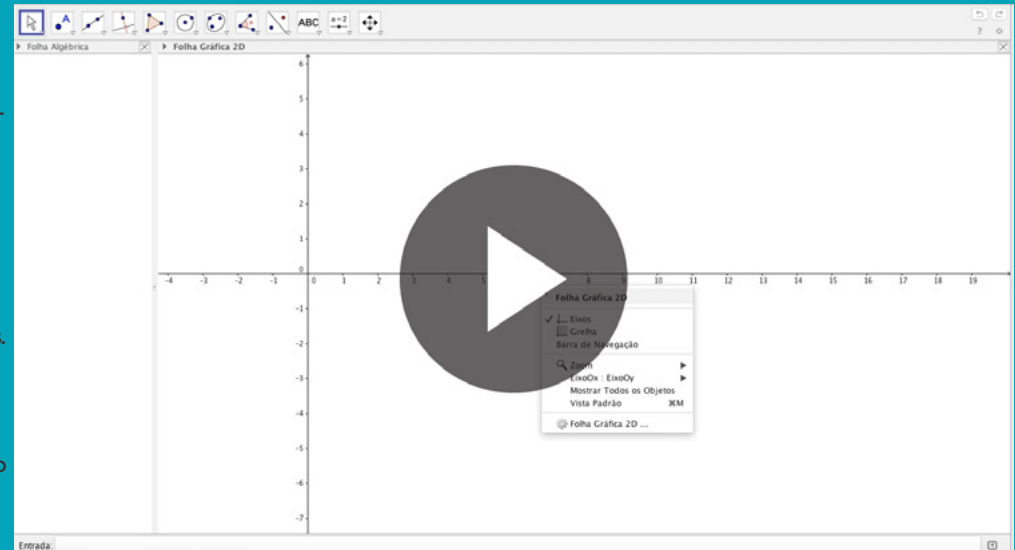 ABC
a=2
?
Folha Algébrica
Folha Gráfica 2D
6
5
4
3
2
1
0
-4 -3 -2 -1 0 1 2 3 4 5 8 9 10 11 12 13 14 15 16 17 18 19
-1
-2
-3
-4
-5
-6
-7
Folha Gráfica 2D
Eixos
Grelha
Barra de Navegação
Zoom
EixoOx : EixoOy
Mostrar Todos os Objetos
Vista Padrão ⌘M
Folha Gráfica 2D ...
s.
o
Entrada: